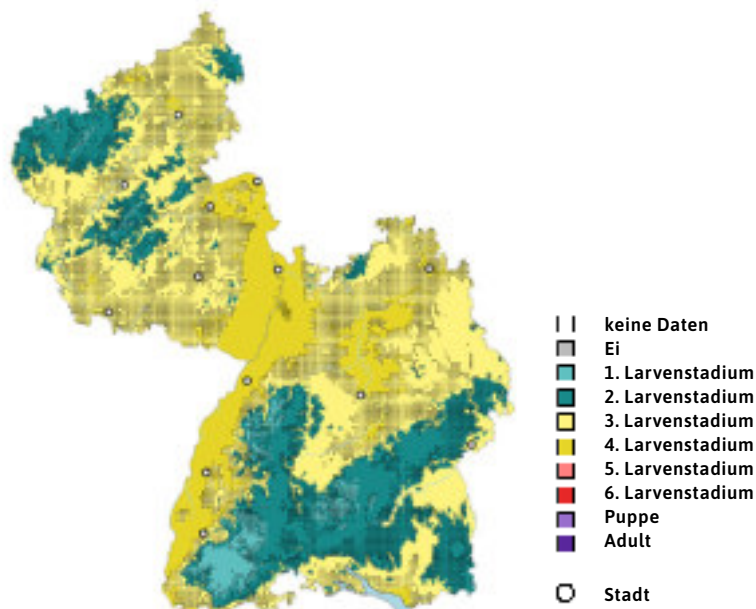 keine Daten
Ei
1. Larvenstadium
2. Larvenstadium
3. Larvenstadium
4. Larvenstadium
5. Larvenstadium
6. Larvenstadium
Puppe
Adult
Stadt